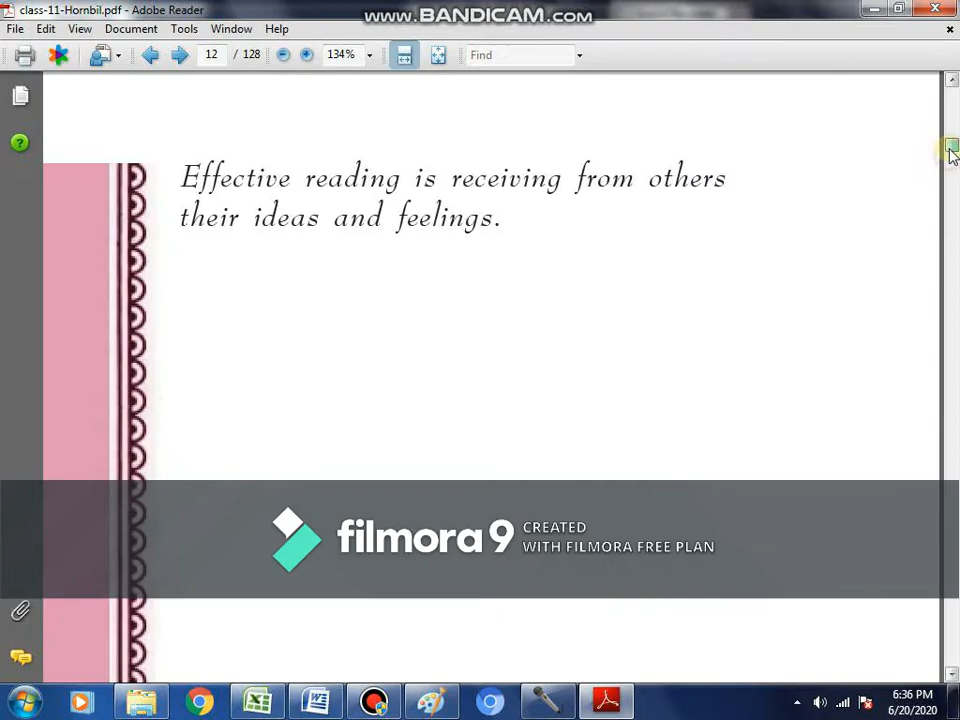 class-11-Hornbil.pdf - Adobe Reader
www.BANDICAM.com
File Edit View Document Tools Window Help
12 / 128 134% Find
Effective reading is receiving from others
their ideas and feelings.
filmora 9 CREATED
WITH FILMORA FREE PLAN
6:36 PM
6/20/2020